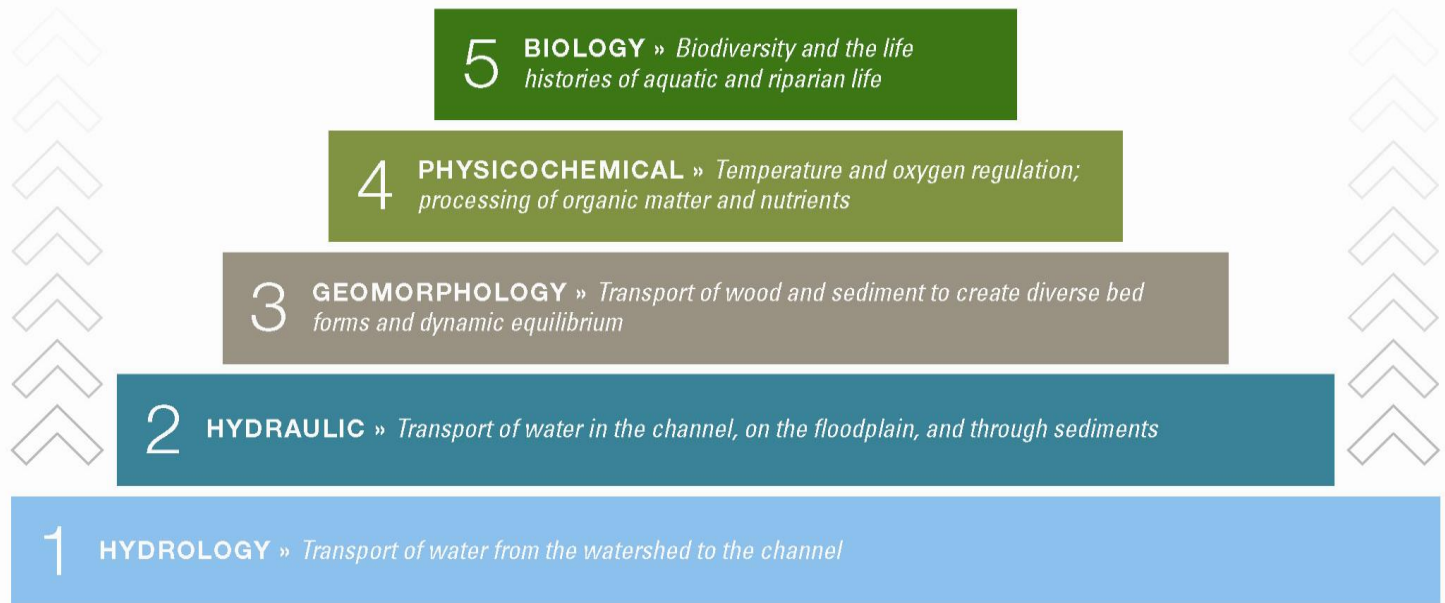 5 BIOLOGY » Biodiversity and the life
histories of aquatic and riparian life
4 PHYSICOCHEMICAL » Temperature and oxygen regulation;
processing of organic matter and nutrients
3 GEOMORPHOLOGY » Transport of wood and sediment to create diverse bed
forms and dynamic equilibrium
2 HYDRAULIC » Transport of water in the channel, on the floodplain, and through sediments
1 HYDROLOGY » Transport of water from the watershed to the channel